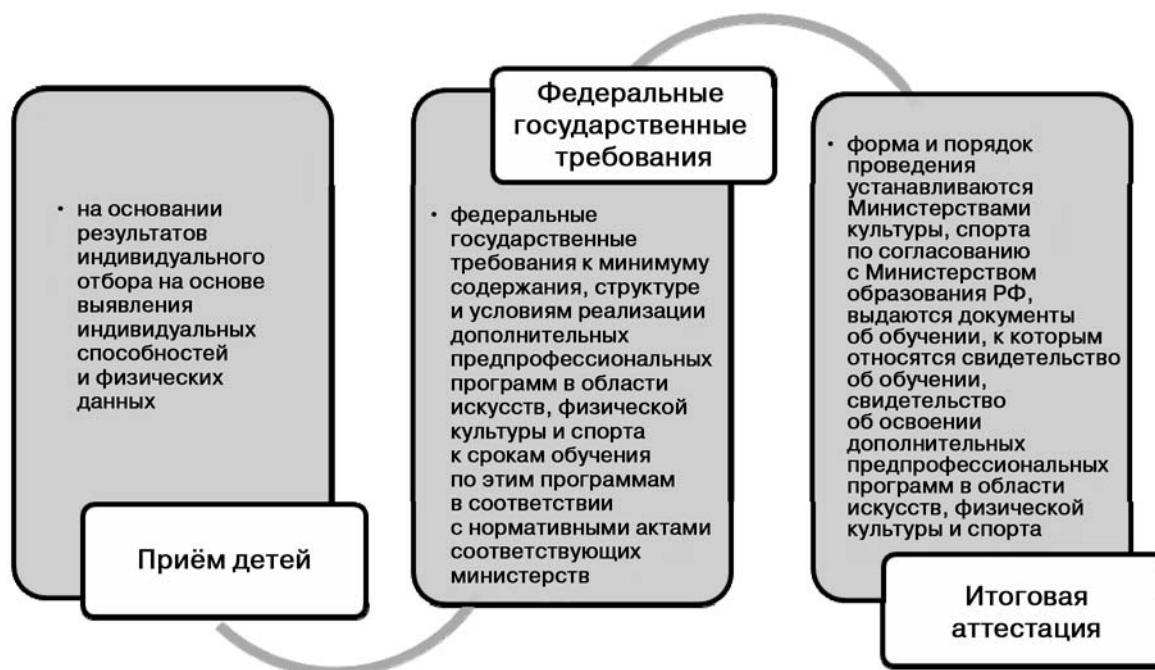 • на основании
результатов
индивидуального
отбора на основе
выявления
индивидуальных
способностей
и физических
данных
Приём детей
Федеральные
государственные
требования
• федеральные
государственные
требования к минимуму
содержания, структуре
и условиям реализации
дополнительных
предпрофессиональных
программ в области
искусств, физической
культуры и спорта
к срокам обучения
по этим программам
в соответствии
с нормативными актами
соответствующих
министерств
• форма и порядок
проведения
устанавливаются
Министерствами
культуры, спорта
по согласованию
с Министерством
образования РФ,
выдаются документы
об обучении, к которым
относятся свидетельство
об обучении,
свидетельство
об освоении
дополнительных
предпрофессиональных
программ в области
искусств, физической
культуры и спорта
Итоговая
аттестация